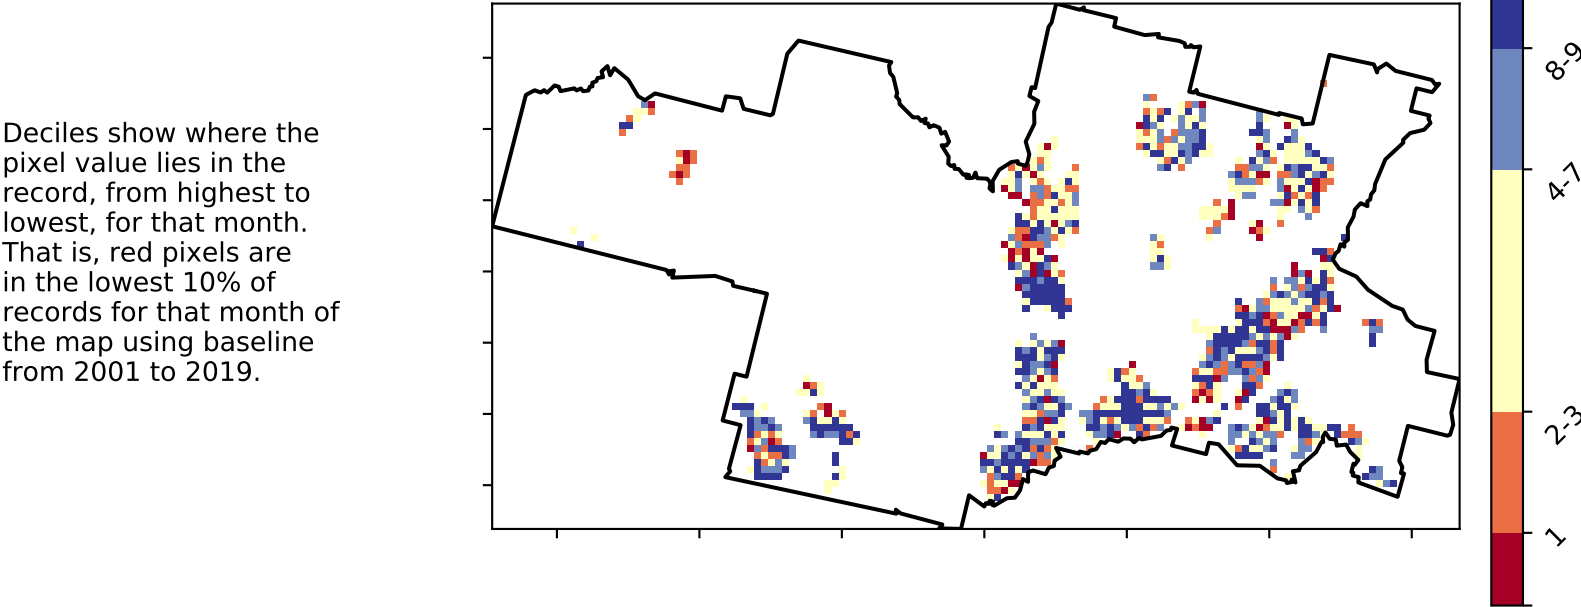 Deciles show where the
pixel value lies in the
record, from highest to
lowest, for that month.
That is, red pixels are
in the lowest 10% of
records for that month of
the map using baseline
from 2001 to 2019.
8-9
4-7
2-3
1